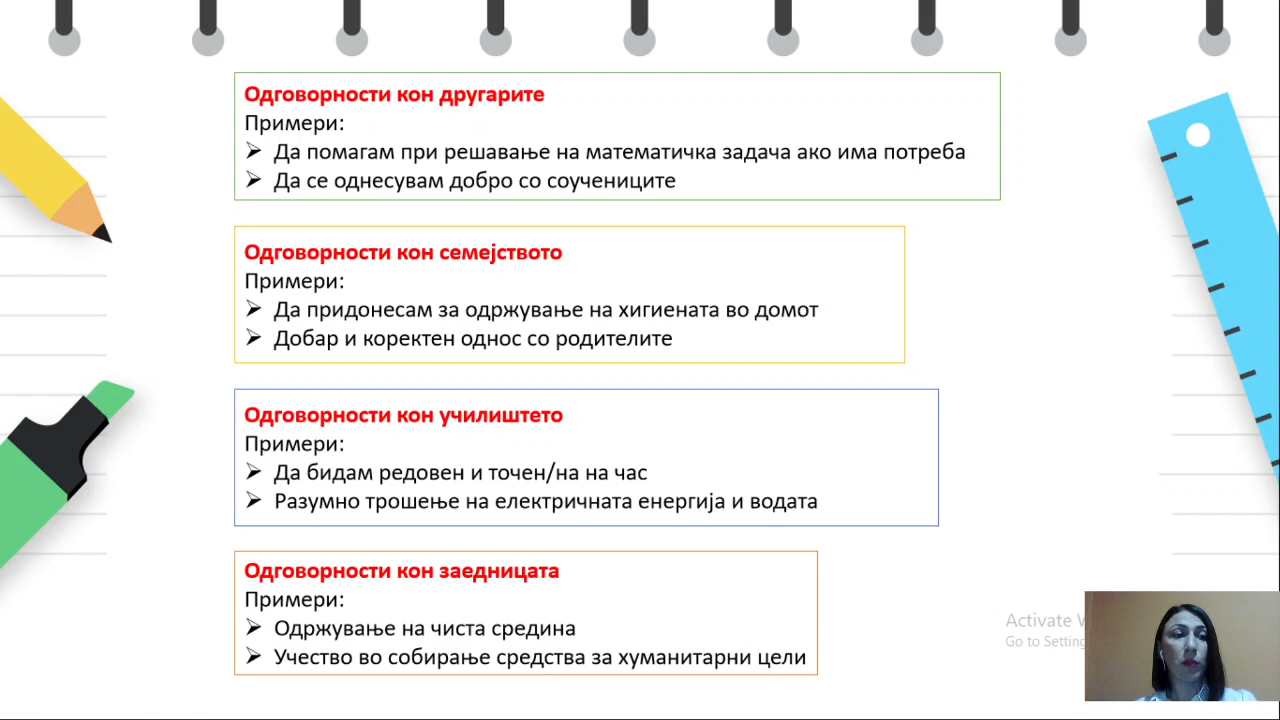 Одговорности кон другарите
Примери:
➢ Да помагам при решавање на математичка задача ако има потреба
➢ Да се однесувам добро со соучениците
Одговорности кон семејството
Примери:
➢ Да придонесам за одржување на хигиената во домот
➢ Добар и коректен однос со родителите
Одговорности кон училиштето
Примери:
➢ Да бидам редовен и точен/на на час
➢ Разумно трошење на електричната енергија и водата
Одговорности кон заедницата
Примери:
➢ Одржување на чиста средина
➢ Учество во собирање средства за хуманитарни цели
Activate
Go to